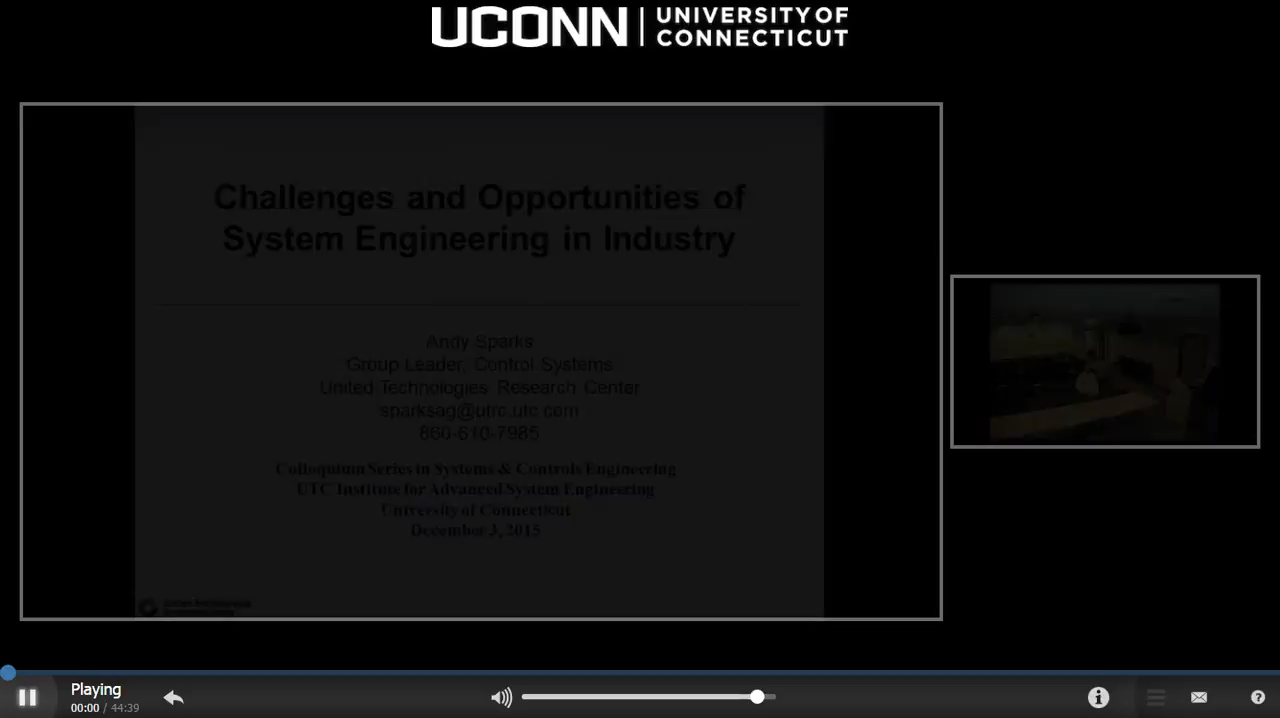 UCONN
UNIVERSITY OF
CONNECTICUT
Challenges and Opportunities of
System Engineering in Industry
Andy Sparks
Group Leader, Control Systems
United Technologies Research Center
sparksag@utrc.utc.com
860-610-7985
Colloquium Series in Systems & Controls Engineering
UTC Institute for Advanced System Engineering
University of Connecticut
December 3, 2015
Playing
00:00 / 44:39